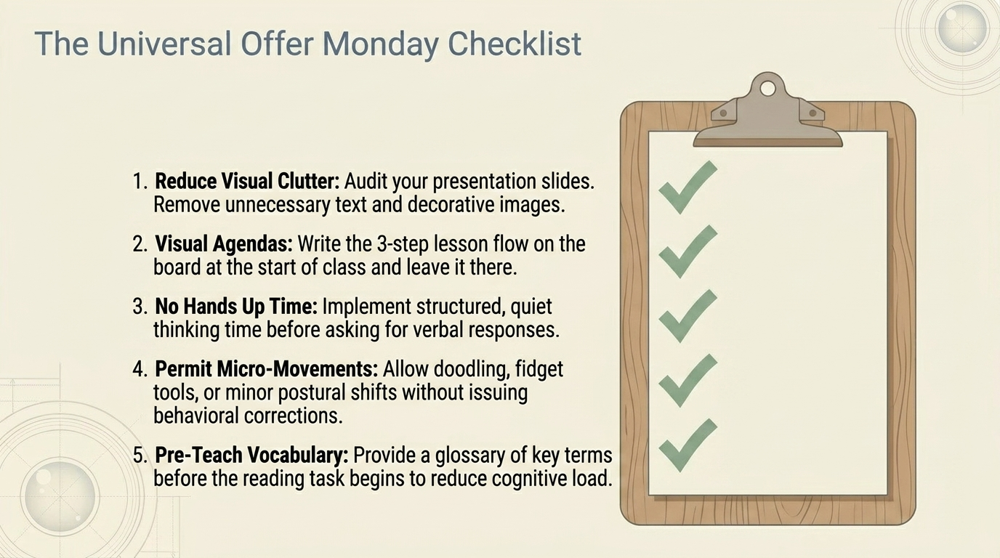 The Universal Offer Monday Checklist
1. Reduce Visual Clutter: Audit your presentation slides.
Remove unnecessary text and decorative images.
2. Visual Agendas: Write the 3-step lesson flow on the
board at the start of class and leave it there.
3. No Hands Up Time: Implement structured, quiet
thinking time before asking for verbal responses.
4. Permit Micro-Movements: Allow doodling, fidget
tools, or minor postural shifts without issuing
behavioral corrections.
5. Pre-Teach Vocabulary: Provide a glossary of key terms
before the reading task begins to reduce cognitive load.